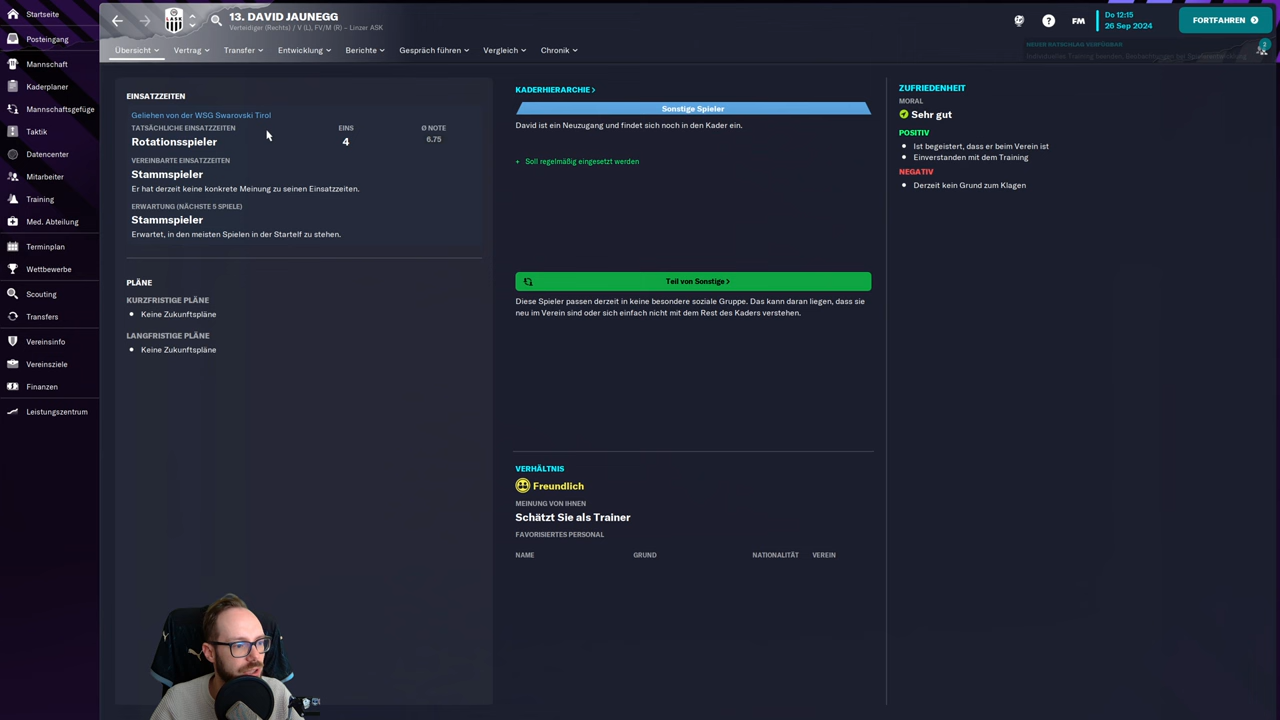 Startseite
Posteingang
Mannschaft
Kaderplaner
Mannschaftsgefüge
Taktik
Datencenter
Mitarbeiter
Training
Med. Abteilung
Terminplan
Wettbewerbe
Scouting
Transfers
Vereinsinfo
Vereinsziele
Finanzen
Leistungszentrum
13. DAVID JAUNEGG
Verteidiger (Rechts) / V (L), FV/M (R) – Linzer ASK
FM
Do 12:15
26 Sep 2024
FORTFAHREN
Übersicht
Vertrag
Transfer
Entwicklung
Berichte
Gespräch führen
Vergleich
Chronik
2
EINSATZZEITEN
Geliehen von der WSG Swarovski Tirol
TATSÄCHLICHE EINSATZZEITEN EINS Ø NOTE
Rotationsspieler 4 6.75
VEREINBARTE EINSATZZEITEN
Stammspieler
Er hat derzeit keine konkrete Meinung zu seinen Einsatzzeiten.
ERWARTUNG (NÄCHSTE 5 SPIELE)
Stammspieler
Erwartet, in den meisten Spielen in der Startelf zu stehen.
PLÄNE
KURZFRISTIGE PLÄNE
Keine Zukunftspläne
LANGFRISTIGE PLÄNE
Keine Zukunftspläne
KADERHIERARCHIE
Sonstige Spieler
David ist ein Neuzugang und findet sich noch in den Kader ein.
+ Soll regelmäßig eingesetzt werden
Teil von Sonstige
Diese Spieler passen derzeit in keine besondere soziale Gruppe. Das kann daran liegen, dass sie
neu im Verein sind oder sich einfach nicht mit dem Rest des Kaders verstehen.
VERHÄLTNIS
Freundlich
MEINUNG VON IHNEN
Schätzt Sie als Trainer
FAVORISIERTES PERSONAL
NAME GRUND NATIONALITÄT VEREIN
ZUFRIEDENHEIT
MORAL
Sehr gut
POSITIV
Ist begeistert, dass er beim Verein ist
Einverstanden mit dem Training
NEGATIV
Derzeit kein Grund zum Klagen